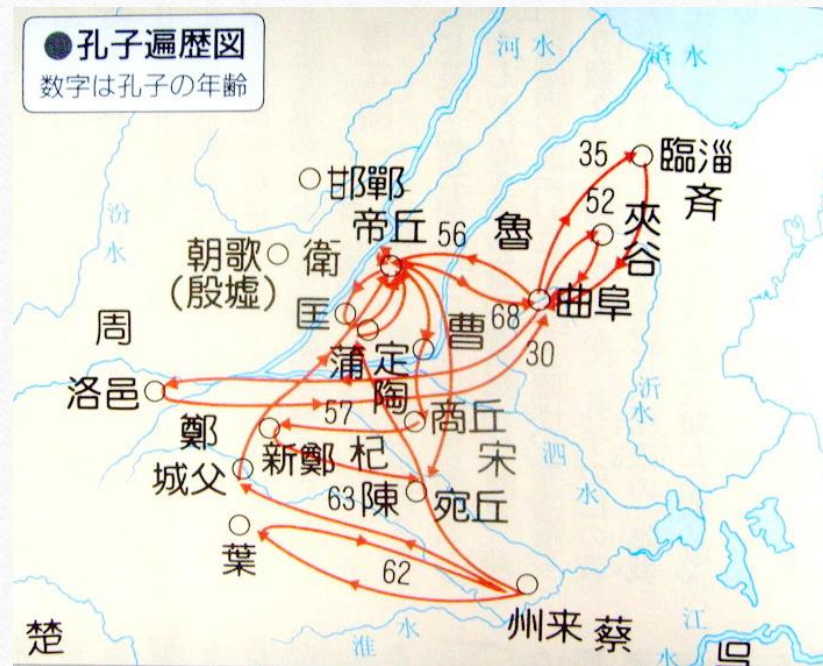 ●孔子遍歴図
数字は孔子の年齢
河水
済水
35
臨淄
斉
邯鄲
52
夾谷
汾水
帝丘
56
魯
朝歌
(殷墟)
衛
匡
68
曲阜
曹
周
蒲
定陶
30
洛邑
沂水
57
商丘
鄭
新鄭
杞
宋
泗水
城父
63
陳
宛丘
葉
62
州来
蔡
江水
淮水
楚